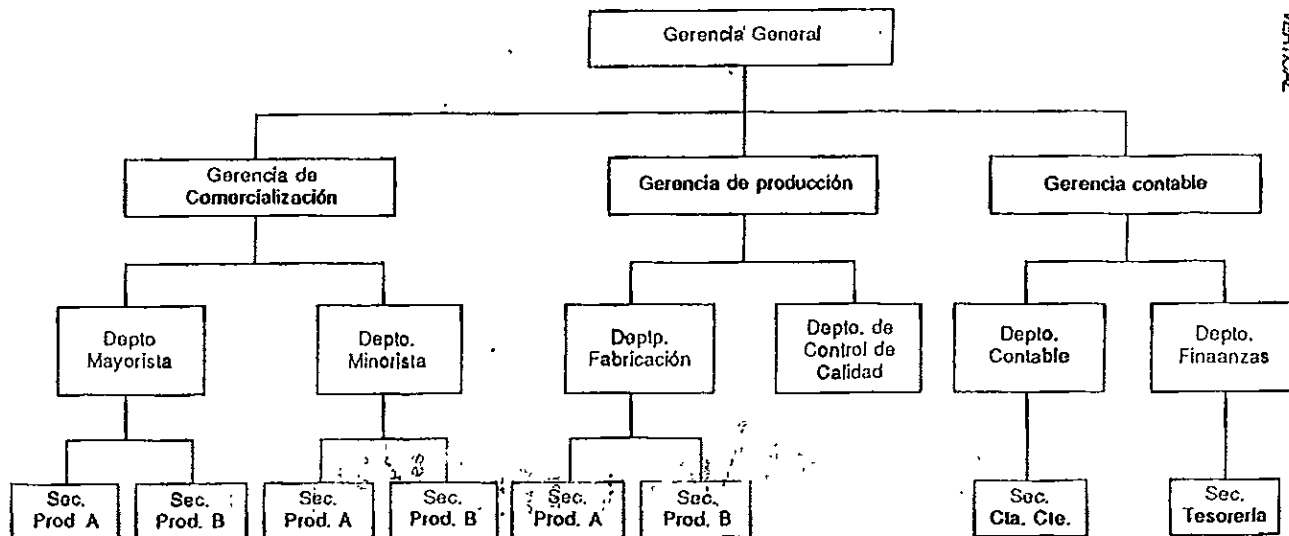 Gerencia General
Gerencia de
Comercialización
Gerencia de producción
Gerencia contable
Depto
Mayorista
Depto.
Minorista
Depto.
Fabricación
Depto. de
Control de
Calidad
Depto.
Contable
Depto.
Finaanzas
Sec.
Prod. A
Sec.
Prod. B
Sec.
Prod. A
Sec.
Prod. B
Sec.
Prod. A
Sec.
Prod. B
Sec.
Cta. Cte.
Sec.
Tesorería